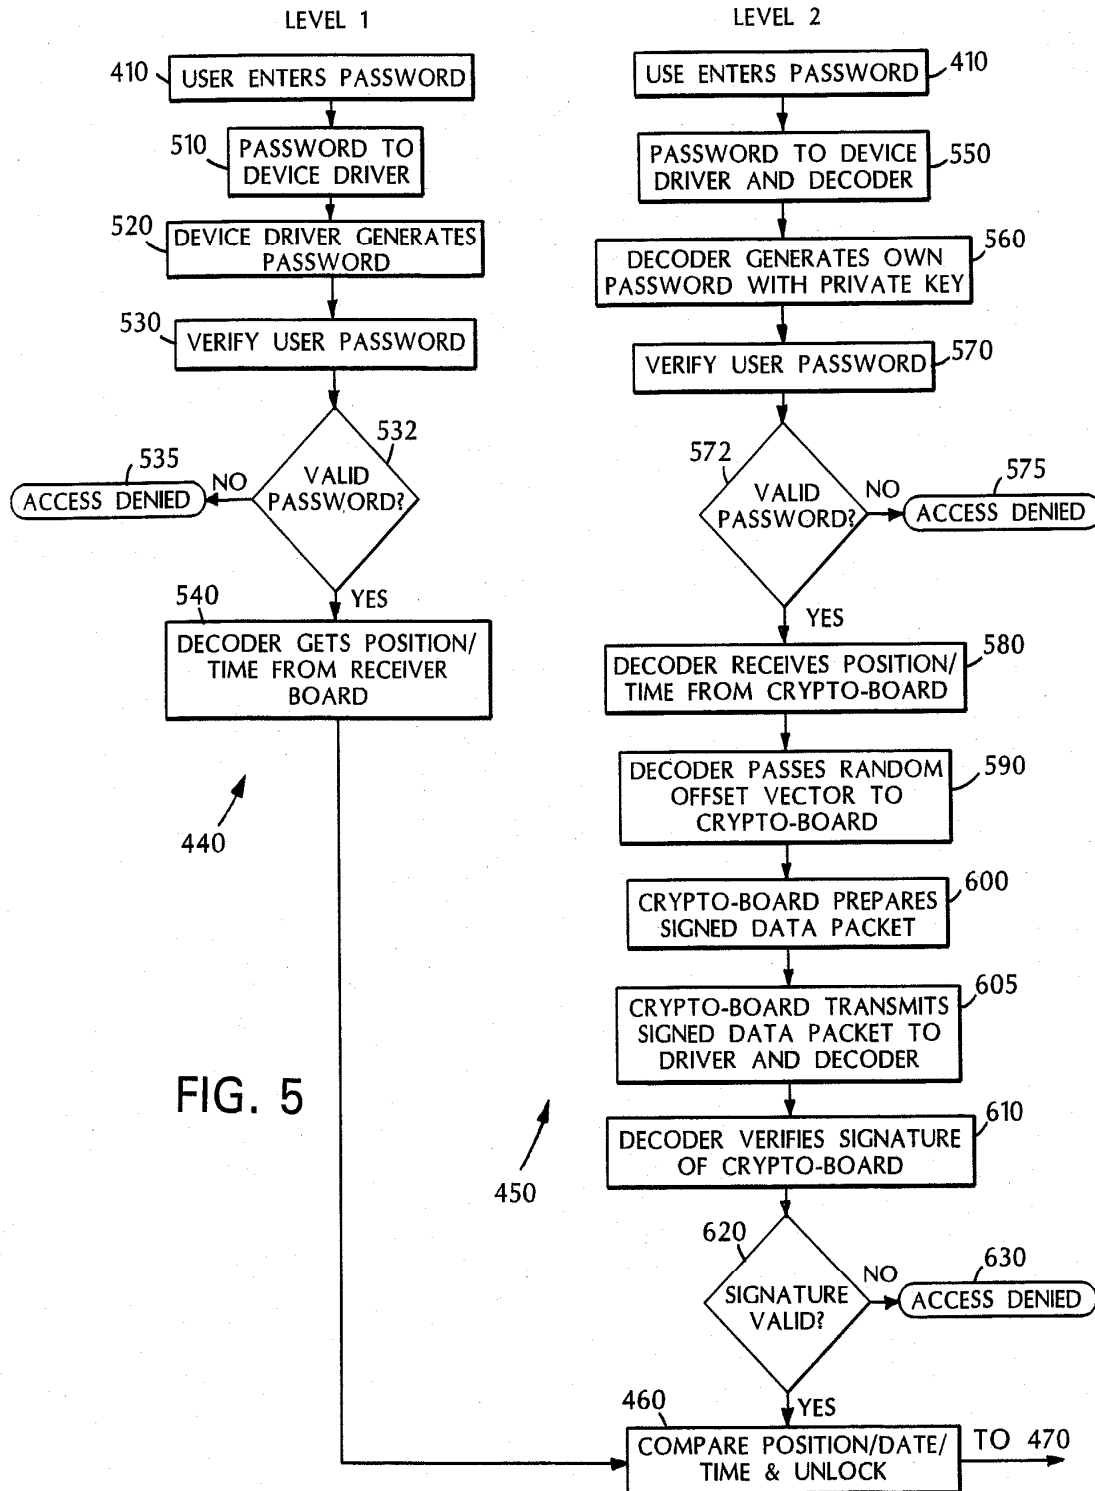 LEVEL 1
410
USER ENTERS PASSWORD
510
PASSWORD TO
DEVICE DRIVER
520
DEVICE DRIVER GENERATES
PASSWORD
530
VERIFY USER PASSWORD
532
VALID
PASSWORD?
NO
535
ACCESS DENIED
YES
540
DECODER GETS POSITION/
TIME FROM RECEIVER
BOARD
440
FIG. 5
LEVEL 2
USE ENTERS PASSWORD
410
PASSWORD TO DEVICE
DRIVER AND DECODER
550
DECODER GENERATES OWN
PASSWORD WITH PRIVATE KEY
560
VERIFY USER PASSWORD
570
572
VALID
PASSWORD?
NO
575
ACCESS DENIED
YES
DECODER RECEIVES POSITION/
TIME FROM CRYPTO-BOARD
580
DECODER PASSES RANDOM
OFFSET VECTOR TO
CRYPTO-BOARD
590
CRYPTO-BOARD PREPARES
SIGNED DATA PACKET
600
CRYPTO-BOARD TRANSMITS
SIGNED DATA PACKET TO
DRIVER AND DECODER
605
450
DECODER VERIFIES SIGNATURE
OF CRYPTO-BOARD
610
620
SIGNATURE
VALID?
NO
630
ACCESS DENIED
YES
460
COMPARE POSITION/DATE/
TIME & UNLOCK
TO 470